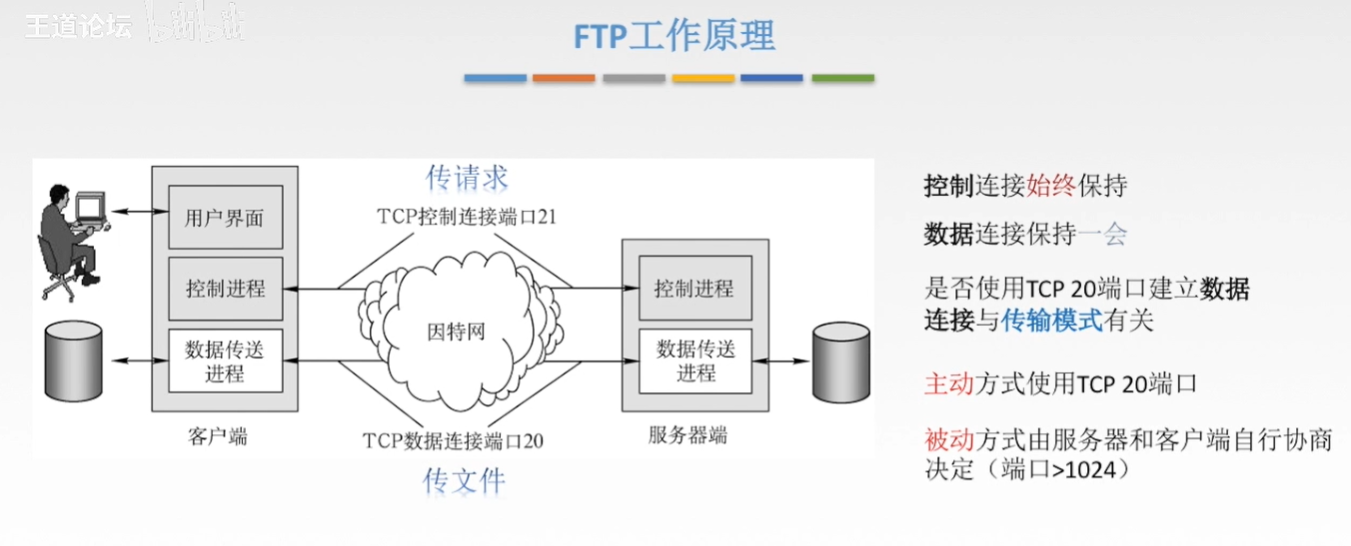 王道论坛
bilibili
FTP工作原理
传请求
TCP控制连接端口21
用户界面
控制进程
数据传送
进程
客户端
因特网
控制进程
数据传送
进程
服务器端
TCP数据连接端口20
传文件
控制连接始终保持
数据连接保持一会
是否使用TCP 20端口建立数据
连接与传输模式有关
主动方式使用TCP 20端口
被动方式由服务器和客户端自行协商
决定（端口>1024）